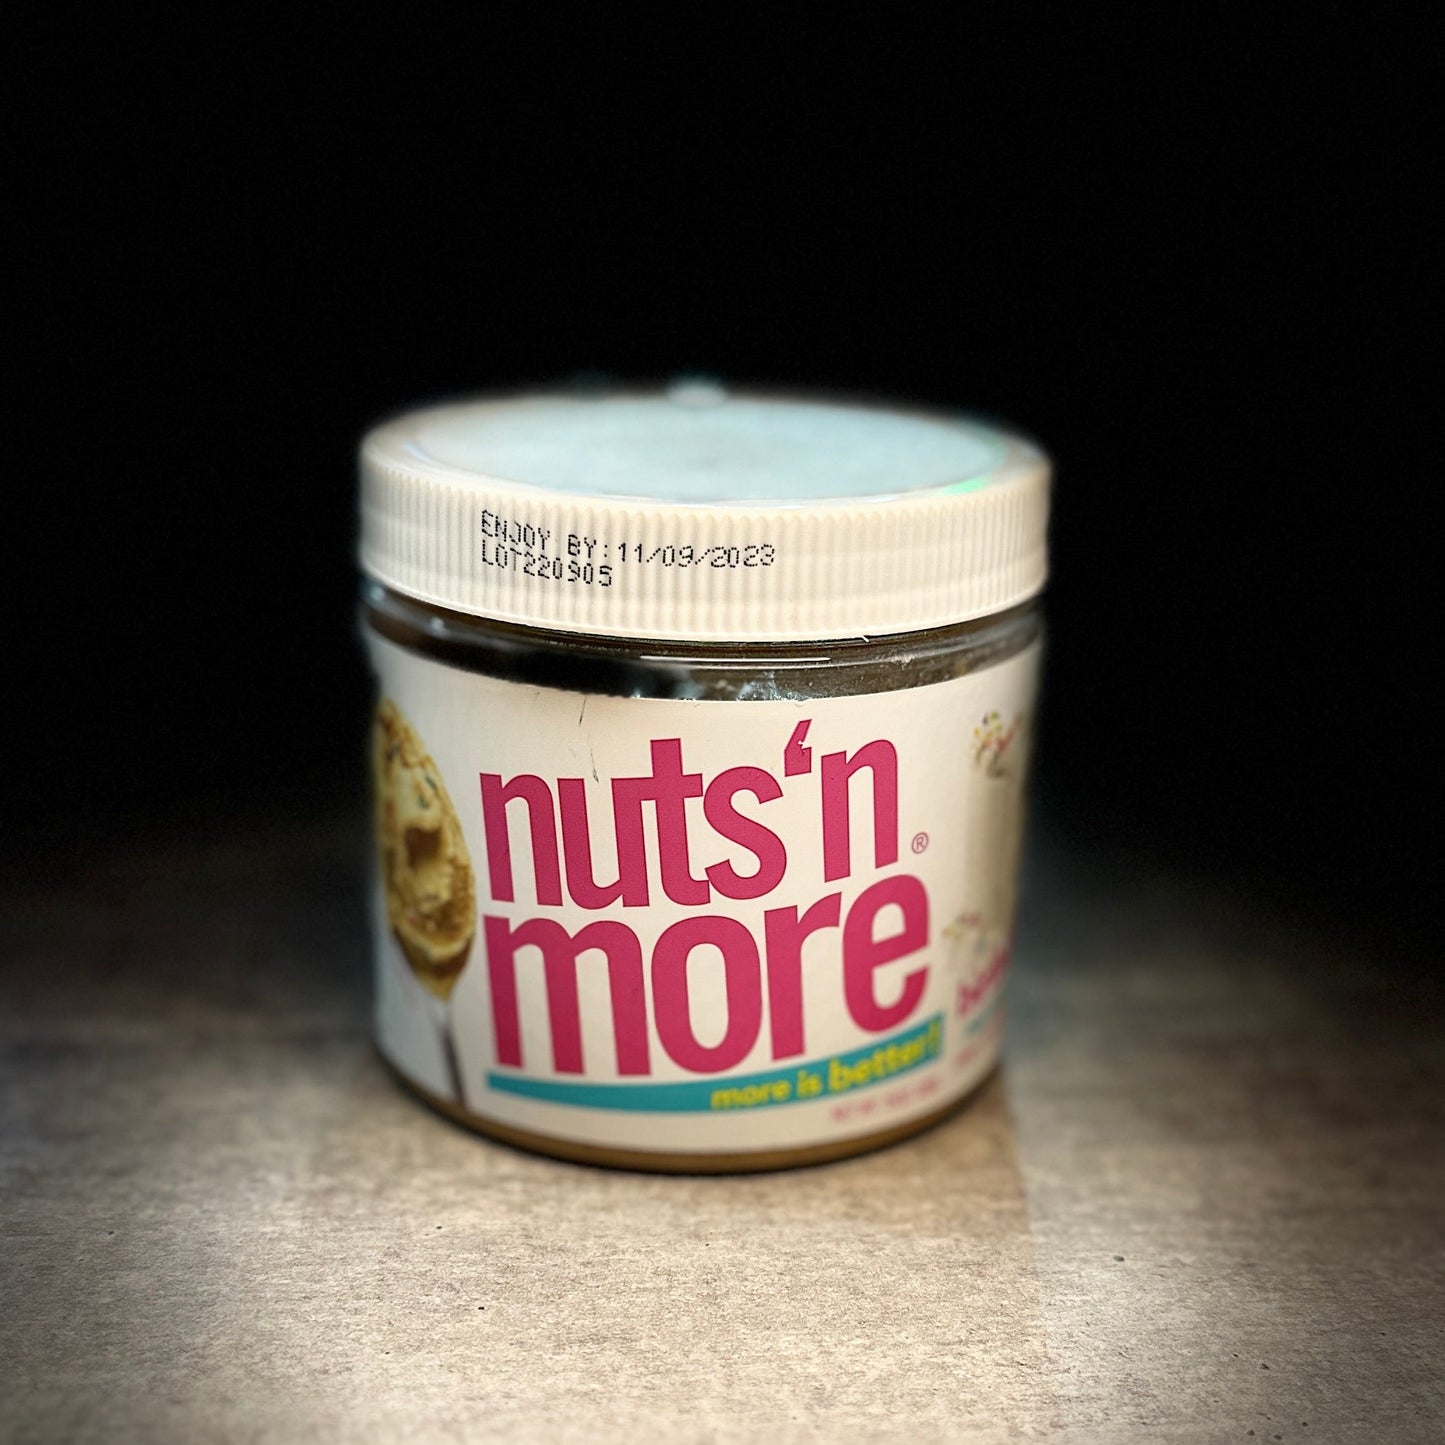 ENJOY BY:11/09/2023
LOT220905
nuts'n
more®
more is better!